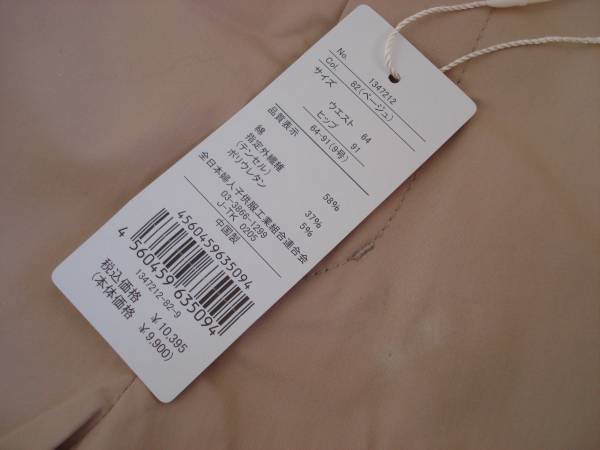 No. 1347212
Col. 82(ベージュ)
サイズ ウエスト 64
ヒップ 91
64-91(9号)
品質表示
綿 58%
指定外繊維
(テンセル) 37%
ポリウレタン 5%
全日本婦人子供服工業組合連合会
03-3866-1299
J-TK 0205
中国製
4560459635094
4 560459 635094
1347212-82-9
税込価格 ¥ 10,395
(本体価格 ¥ 9,900)